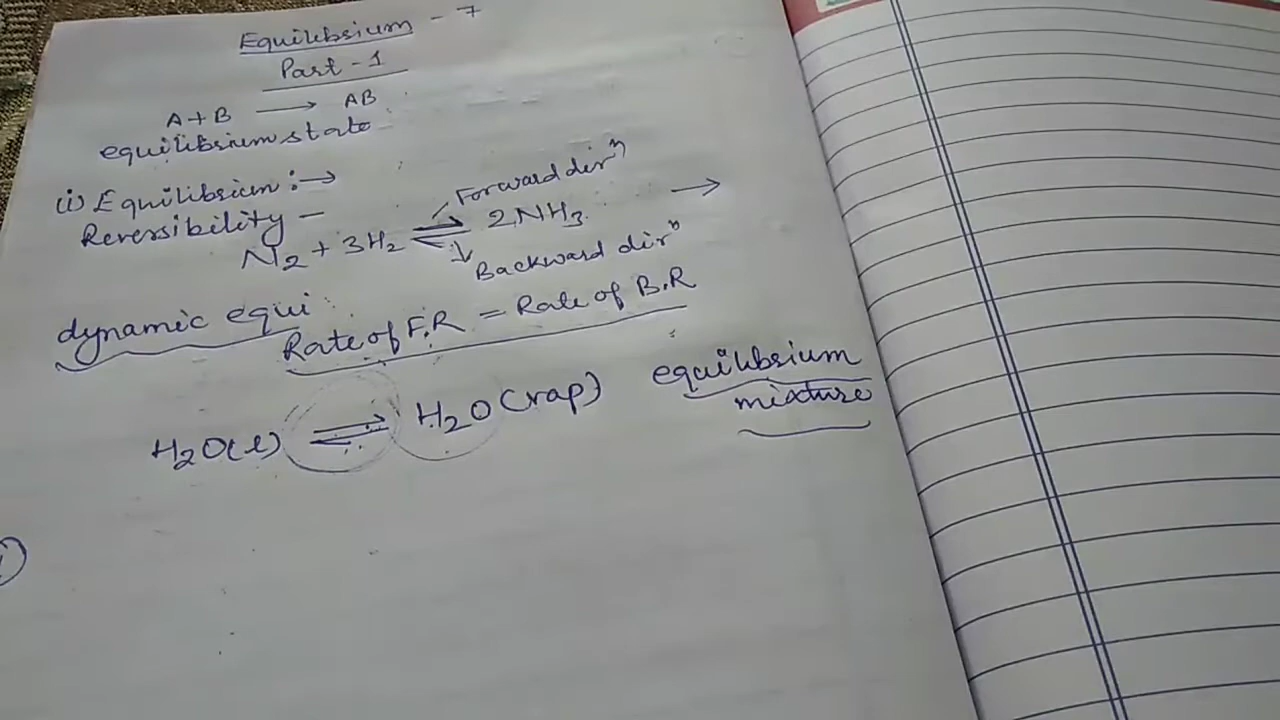 Equilibrium - 7
Part - 1
A + B ⟶ AB
equilibrium state
(i) Equilibrium :→
Reversibility -
Forward dirⁿ
N₂ + 3H₂ ⇌ 2NH₃ ⟶
Backward dirⁿ
dynamic equi
Rate of F.R = Rate of B.R
equilibrium
mixture
H₂O(l) ⇌ H₂O(vap)